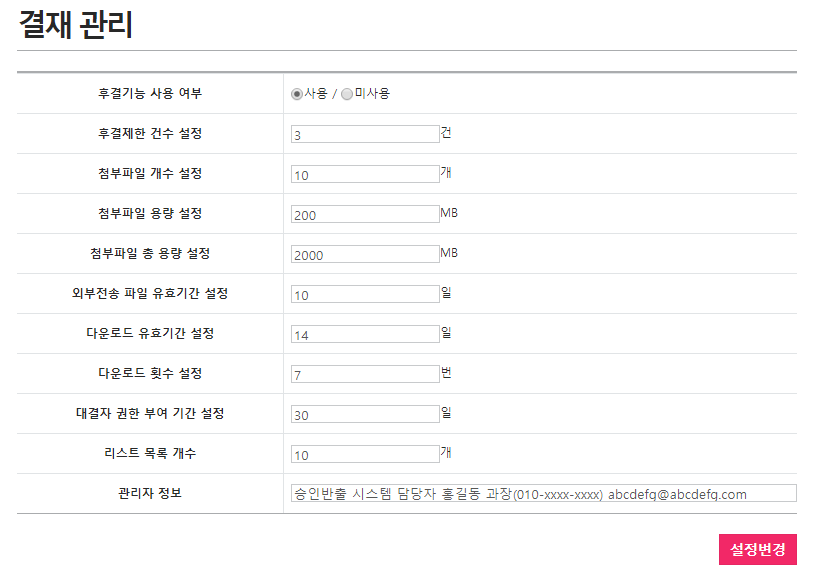 결재 관리
후결기능 사용 여부 사용 / 미사용
후결제한 건수 설정 3 건
첨부파일 개수 설정 10 개
첨부파일 용량 설정 200 MB
첨부파일 총 용량 설정 2000 MB
외부전송 파일 유효기간 설정 10 일
다운로드 유효기간 설정 14 일
다운로드 횟수 설정 7 번
대결자 권한 부여 기간 설정 30 일
리스트 목록 개수 10 개
관리자 정보 승인반출 시스템 담당자 홍길동 과장(010-xxxx-xxxx) abcdefg@abcdefg.com
설정변경